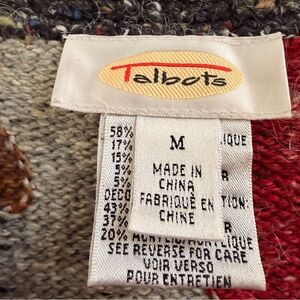 Talbots
M
MADE IN
CHINA
FABRIQUÉ EN
CHINE
58%
17%
15%
5%
5%
43%
37%
20%
SEE REVERSE FOR CARE
VOIR VERSO
POUR ENTRETIEN